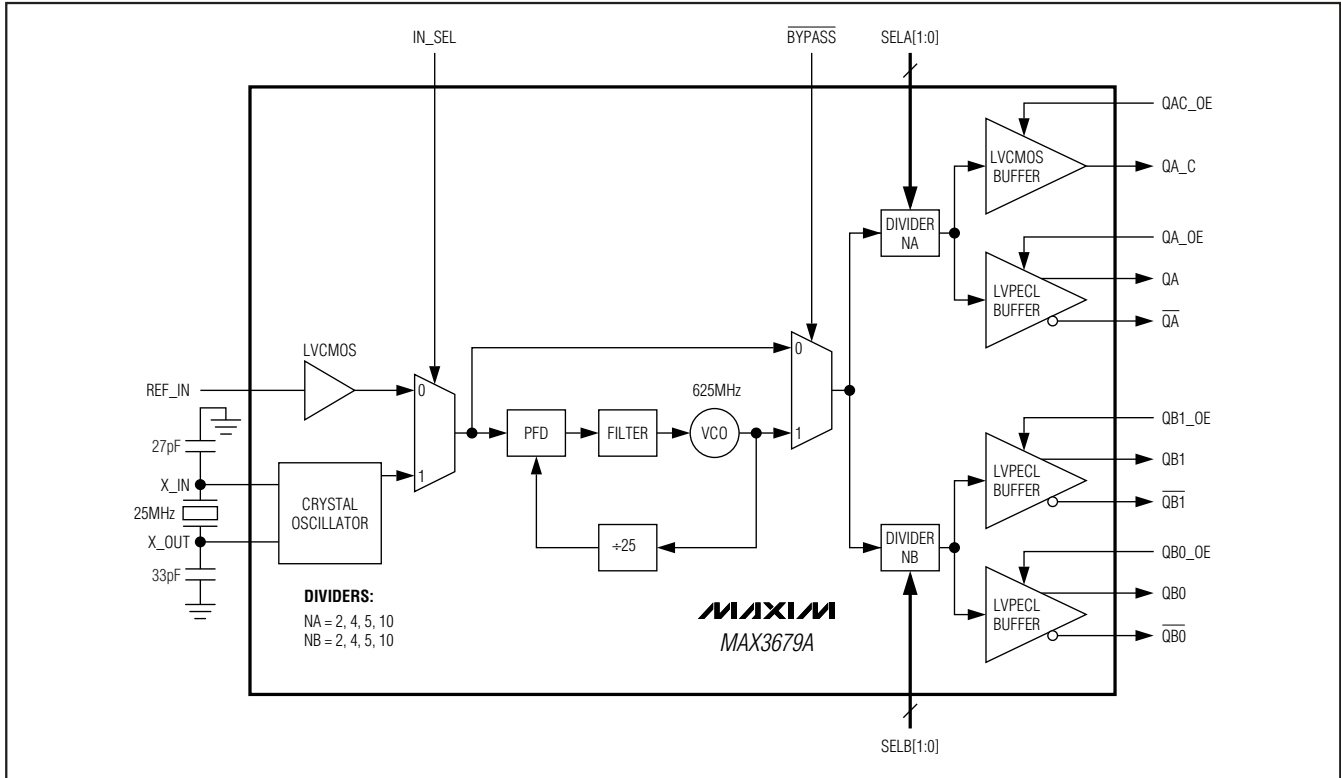 IN_SEL
BYPASS
SELA[1:0]
QAC_OE
LVCMOS
BUFFER
QA_C
DIVIDER
NA
QA_OE
LVPECL
BUFFER
QA
QA
LVCMOS
REF_IN
0
1
27pF
X_IN
25MHz
X_OUT
33pF
CRYSTAL
OSCILLATOR
PFD
FILTER
625MHz
VCO
÷25
0
1
QB1_OE
LVPECL
BUFFER
QB1
QB1
DIVIDER
NB
QB0_OE
LVPECL
BUFFER
QB0
QB0
DIVIDERS:
NA = 2, 4, 5, 10
NB = 2, 4, 5, 10
MAXIM
MAX3679A
SELB[1:0]